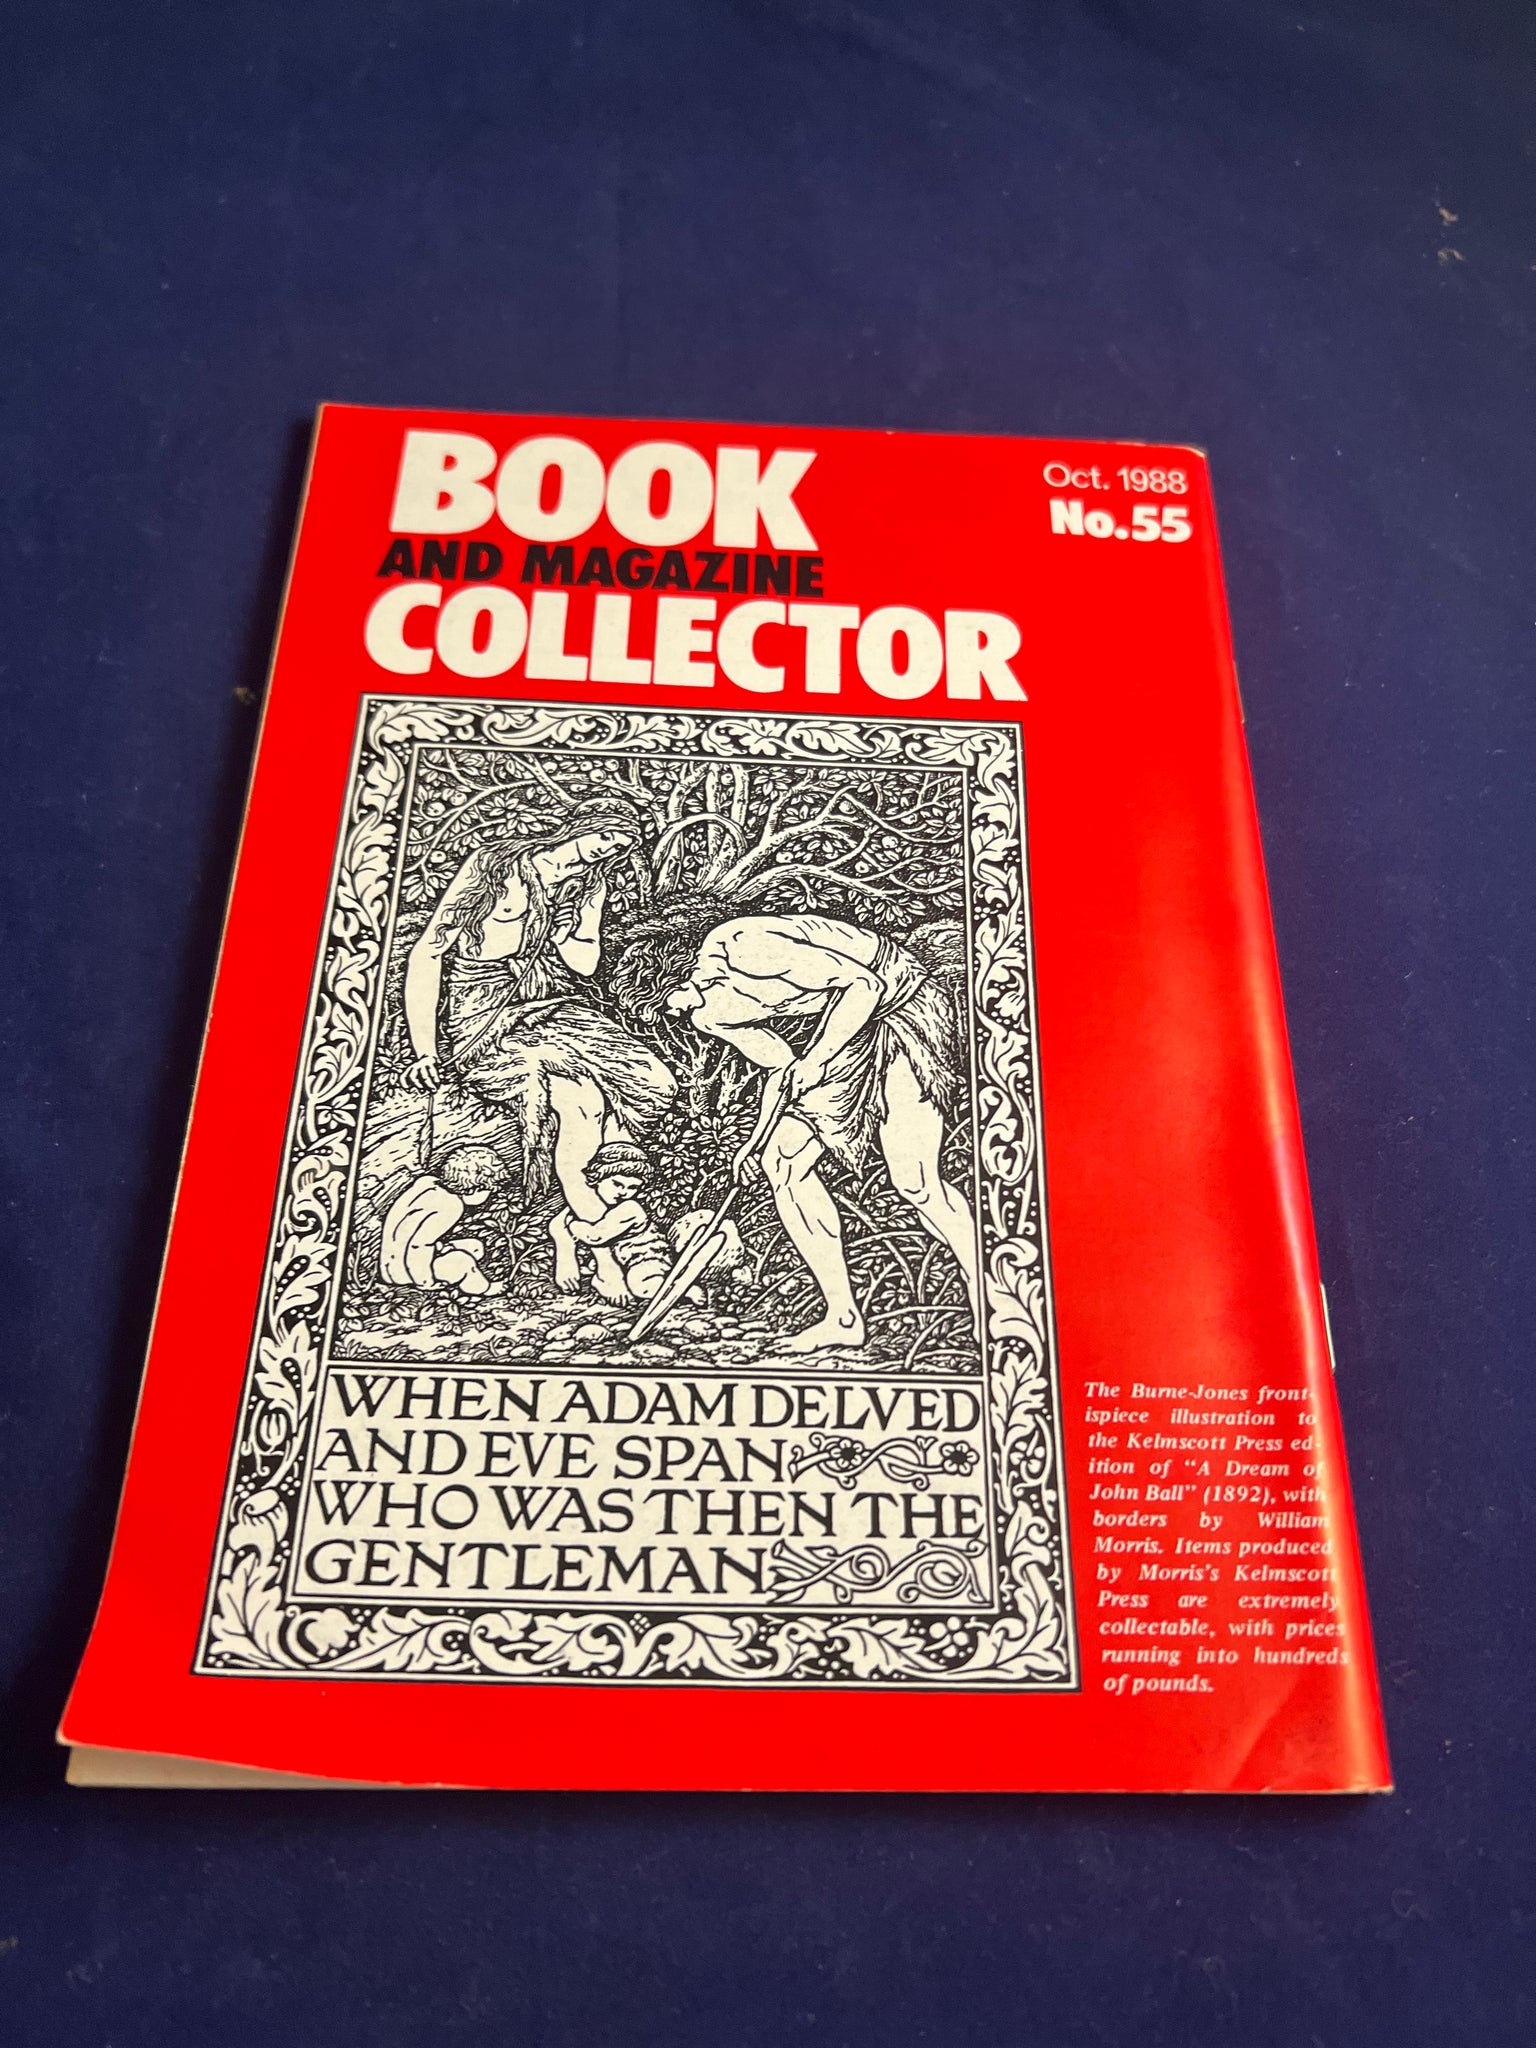 BOOK
AND MAGAZINE
COLLECTOR
Oct. 1988
No.55
WHEN ADAM DELVED
AND EVE SPAN
WHO WAS THEN THE
GENTLEMAN
The Burne-Jones front-
ispiece illustration to
the Kelmscott Press ed-
ition of "A Dream of
John Ball" (1892), with
borders by William
Morris. Items produced
by Morris's Kelmscott
Press are extremely
collectable, with prices
running into hundreds
of pounds.